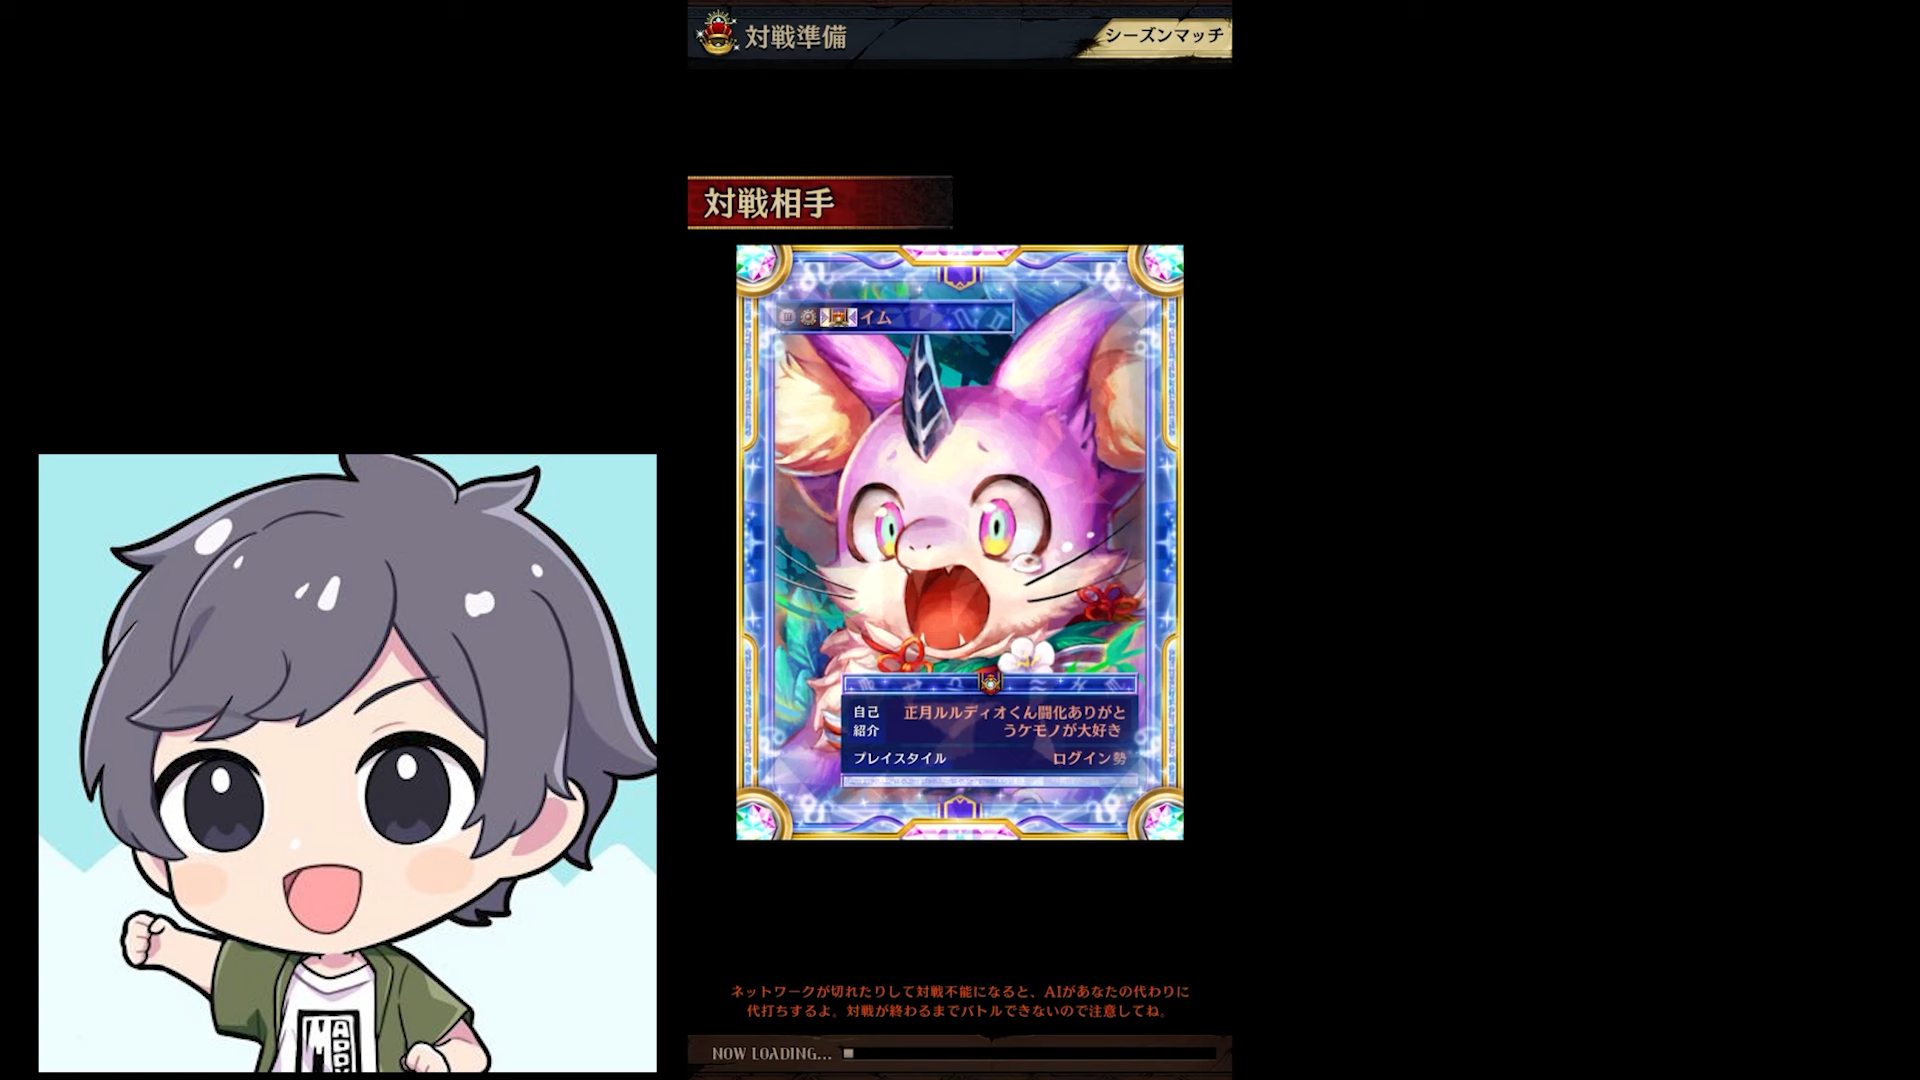 対戦準備
シーズンマッチ
対戦相手
イム
自己
紹介
正月ルルディオくん闘化ありがと
うケモノが大好き
プレイスタイル
ログイン勢
ネットワークが切れたりして対戦不能になると、AIがあなたの代わりに
代打ちするよ。対戦が終わるまでバトルできないので注意してね。
NOW LOADING...